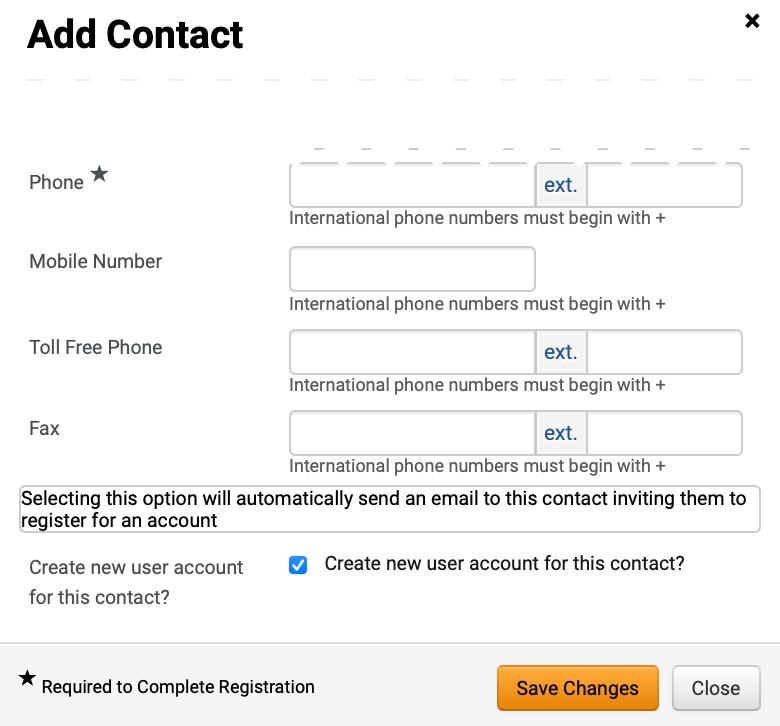 Add Contact
Phone ★
ext.
International phone numbers must begin with +
Mobile Number
International phone numbers must begin with +
Toll Free Phone
ext.
International phone numbers must begin with +
Fax
ext.
International phone numbers must begin with +
Selecting this option will automatically send an email to this contact inviting them to
register for an account
Create new user account
for this contact?
Create new user account for this contact?
★ Required to Complete Registration
Save Changes
Close